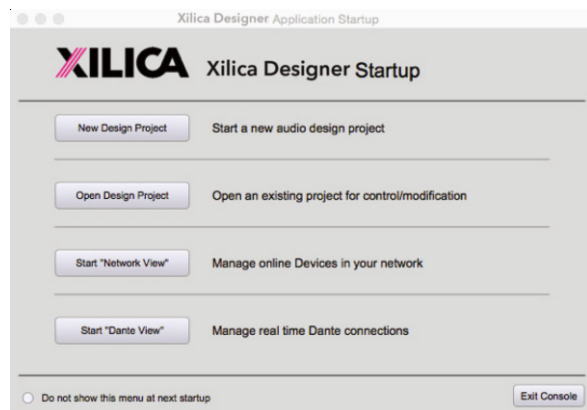 Xilica Designer Application Startup
XILICA Xilica Designer Startup
New Design Project Start a new audio design project
Open Design Project Open an existing project for control/modification
Start "Network View" Manage online Devices in your network
Start "Dante View" Manage real time Dante connections
Do not show this menu at next startup Exit Console